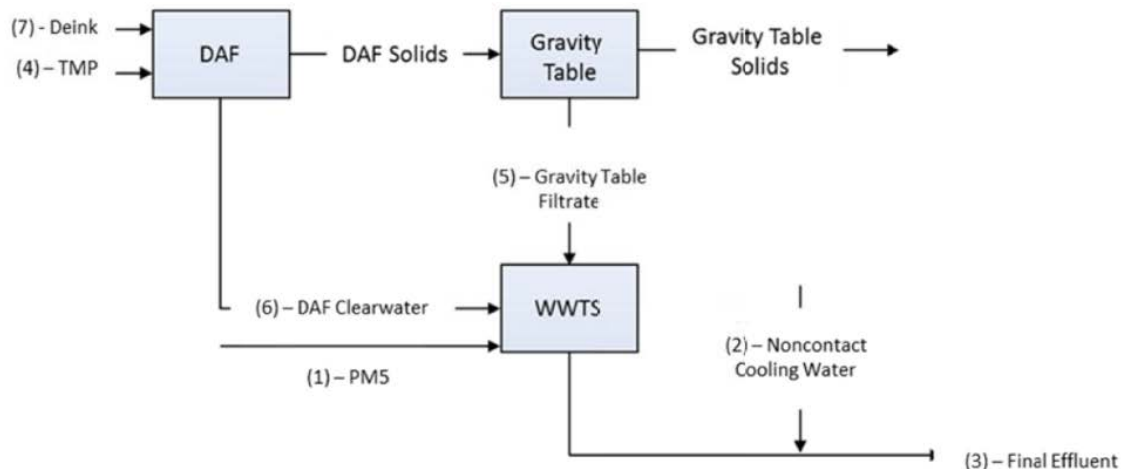 (7) - Deink
(4) – TMP
DAF
DAF Solids
Gravity
Table
Gravity Table
Solids
(5) – Gravity Table
Filtrate
(6) – DAF Clearwater
WWTS
(1) – PM5
(2) – Noncontact
Cooling Water
(3) – Final Effluent